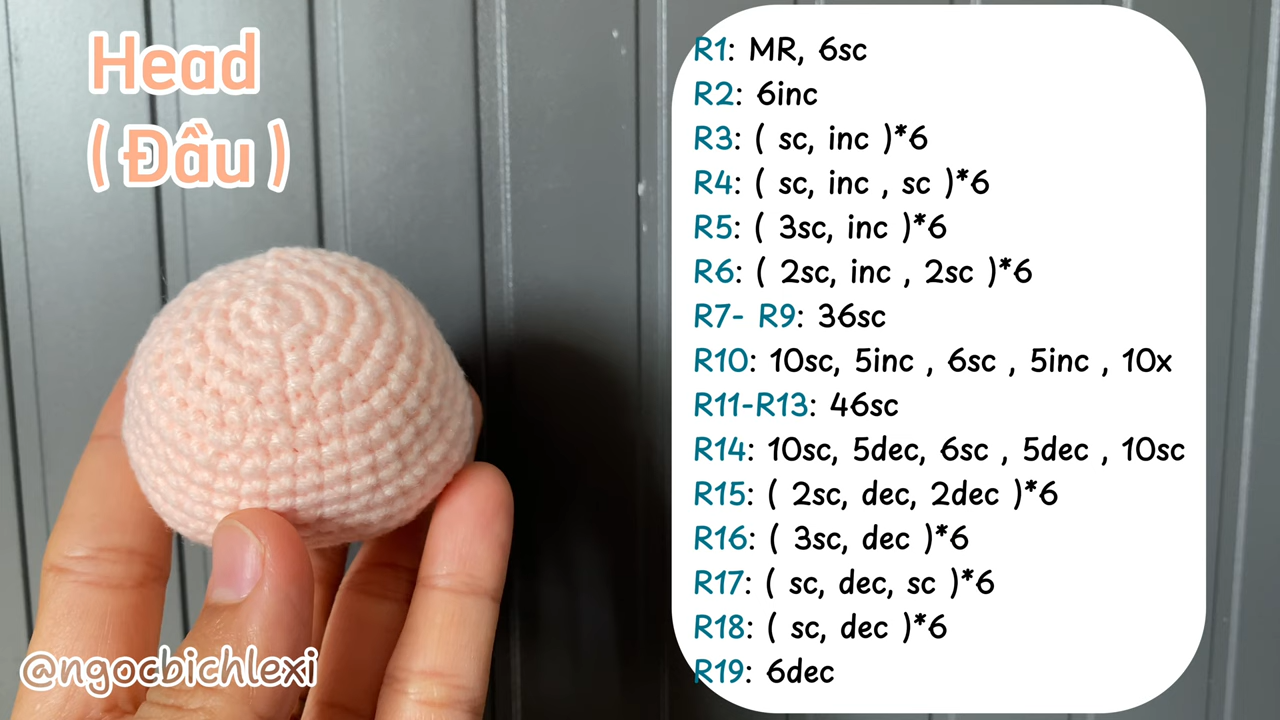 Head
( Đầu )
R1: MR, 6sc
R2: 6inc
R3: ( sc, inc )*6
R4: ( sc, inc , sc )*6
R5: ( 3sc, inc )*6
R6: ( 2sc, inc , 2sc )*6
R7- R9: 36sc
R10: 10sc, 5inc , 6sc , 5inc , 10x
R11-R13: 46sc
R14: 10sc, 5dec, 6sc , 5dec , 10sc
R15: ( 2sc, dec, 2dec )*6
R16: ( 3sc, dec )*6
R17: ( sc, dec, sc )*6
R18: ( sc, dec )*6
R19: 6dec
@ngocbichlexi